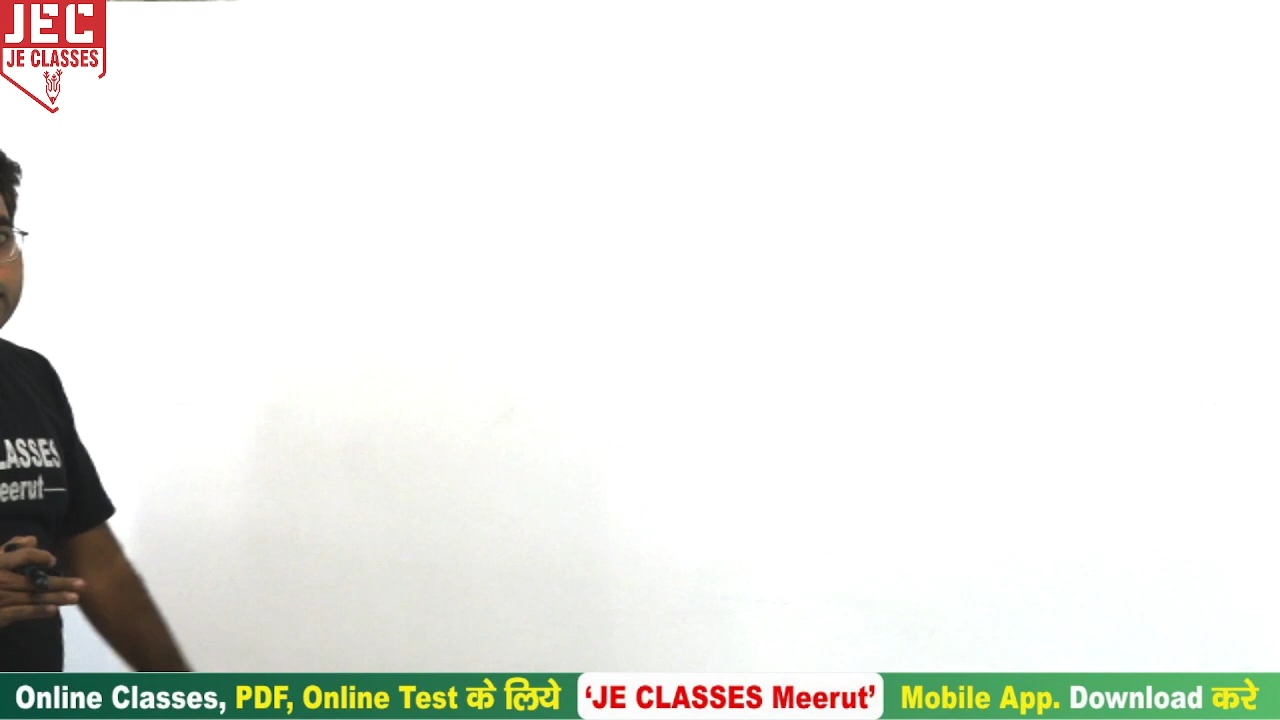 JEC
JE CLASSES
LASSES
eerut
Online Classes, PDF, Online Test के लिये 'JE CLASSES Meerut' Mobile App. Download करे